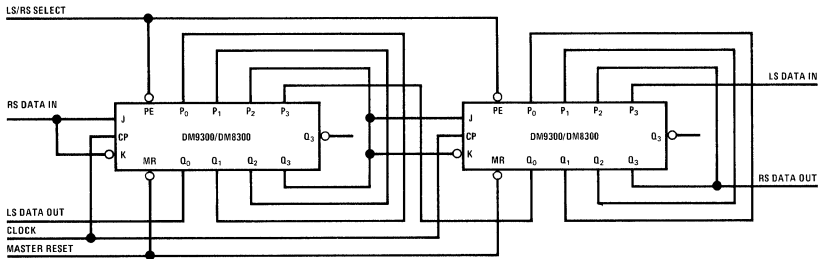 LS/RS SELECT
LS DATA IN
PE P0 P1 P2 P3
PE P0 P1 P2 P3
RS DATA IN
J
CP
K
DM9300/DM8300
Q3
J
CP
K
DM9300/DM8300
Q3
MR Q0 Q1 Q2 Q3
MR Q0 Q1 Q2 Q3
RS DATA OUT
LS DATA OUT
CLOCK
MASTER RESET